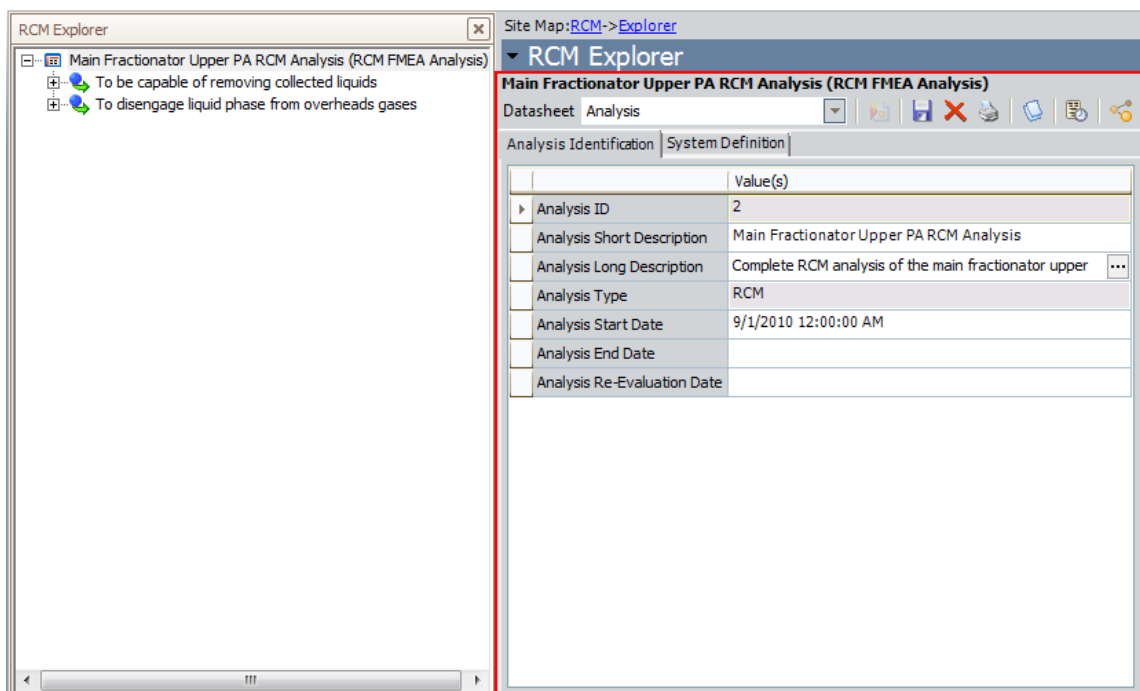 RCM Explorer
Main Fractionator Upper PA RCM Analysis (RCM FMEA Analysis)
To be capable of removing collected liquids
To disengage liquid phase from overheads gases
Site Map:RCM->Explorer
RCM Explorer
Main Fractionator Upper PA RCM Analysis (RCM FMEA Analysis)
Datasheet Analysis
Analysis Identification System Definition
Value(s)
Analysis ID 2
Analysis Short Description Main Fractionator Upper PA RCM Analysis
Analysis Long Description Complete RCM analysis of the main fractionator upper ...
Analysis Type RCM
Analysis Start Date 9/1/2010 12:00:00 AM
Analysis End Date
Analysis Re-Evaluation Date